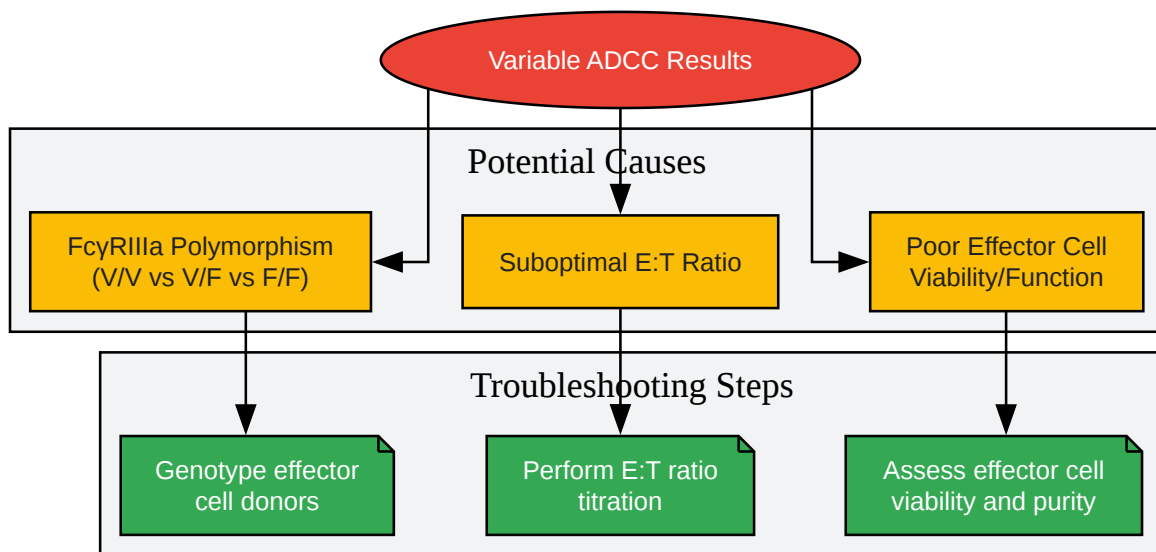 Variable ADCC Results
Potential Causes
FcγRIIIa Polymorphism
(V/V vs V/F vs F/F)
Suboptimal E:T Ratio
Poor Effector Cell
Viability/Function
Troubleshooting Steps
Genotype effector
cell donors
Perform E:T ratio
titration
Assess effector cell
viability and purity